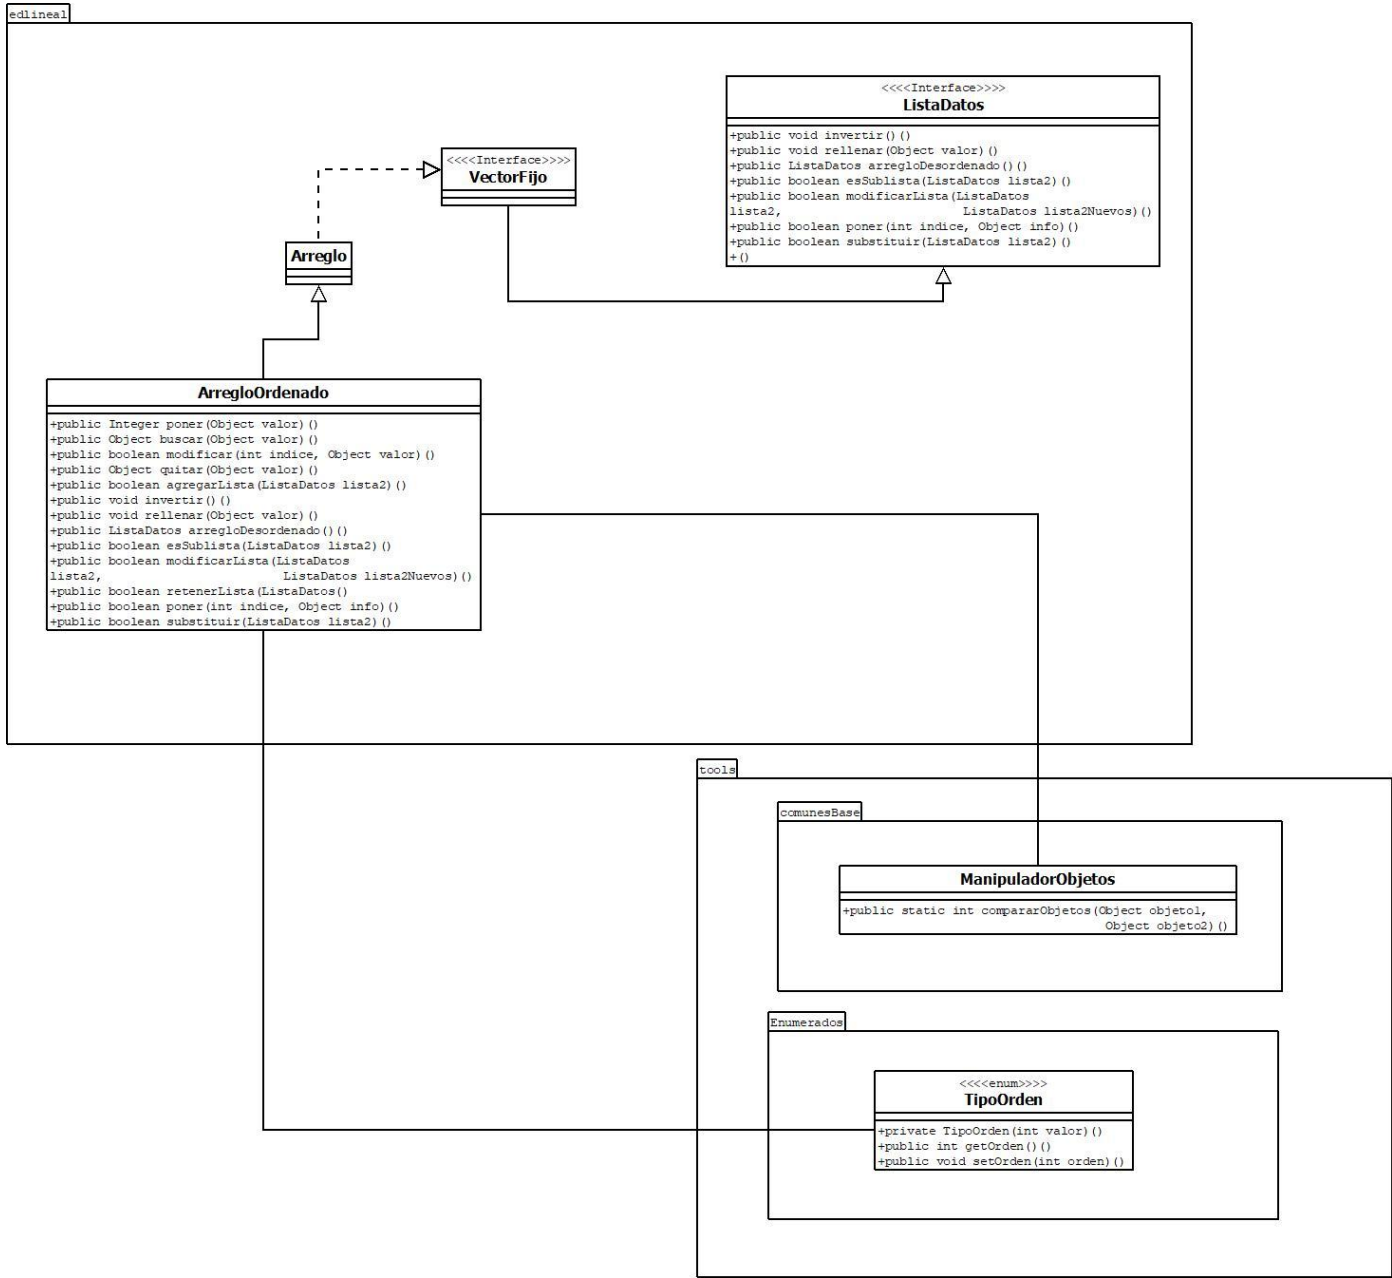 edlineal
<<<<Interface>>>>
ListaDatos
+public void invertir()()
+public void rellenar(Object valor)()
+public ListaDatos arregloDesordenado()()
+public boolean esSublista(ListaDatos lista2)()
+public boolean modificarLista(ListaDatos
lista2, ListaDatos lista2Nuevos)()
+public boolean poner(int indice, Object info)()
+public boolean substituir(ListaDatos lista2)()
+()
<<<<Interface>>>>
VectorFijo
Arreglo
ArregloOrdenado
+public Integer poner(Object valor)()
+public Object buscar(Object valor)()
+public boolean modificar(int indice, Object valor)()
+public Object quitar(Object valor)()
+public boolean agregarLista(ListaDatos lista2)()
+public void invertir()()
+public void rellenar(Object valor)()
+public ListaDatos arregloDesordenado()()
+public boolean esSublista(ListaDatos lista2)()
+public boolean modificarLista(ListaDatos
lista2, ListaDatos lista2Nuevos)()
+public boolean retenerLista(ListaDatos()
+public boolean poner(int indice, Object info)()
+public boolean substituir(ListaDatos lista2)()
tools
comunesBase
ManipuladorObjetos
+public static int compararObjetos(Object objeto1,
Object objeto2)()
Enumerados
<<<<enum>>>>
TipoOrden
+private TipoOrden(int valor)()
+public int getOrden()()
+public void setOrden(int orden)()